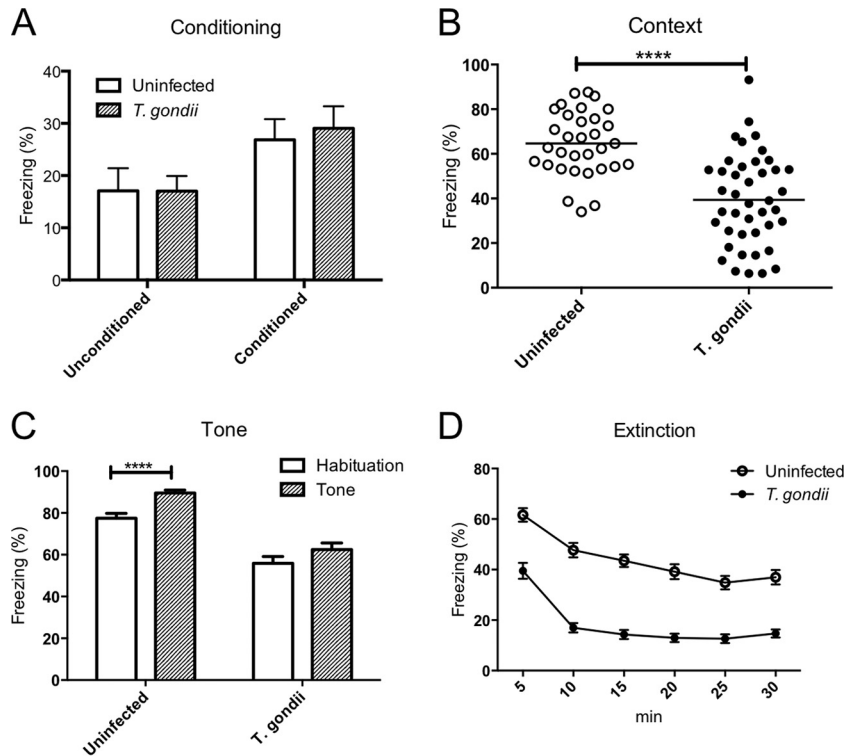 A
Conditioning
Freezing (%)
40
30
20
10
0
Uninfected
T. gondii
Unconditioned
Conditioned
B
Context
Freezing (%)
100
80
60
40
20
0
****
Uninfected
T. gondii
C
Tone
Freezing (%)
100
80
60
40
20
0
****
Habituation
Tone
Uninfected
T. gondii
D
Extinction
Freezing (%)
80
60
40
20
0
Uninfected
T. gondii
5
10
15
20
25
30
min